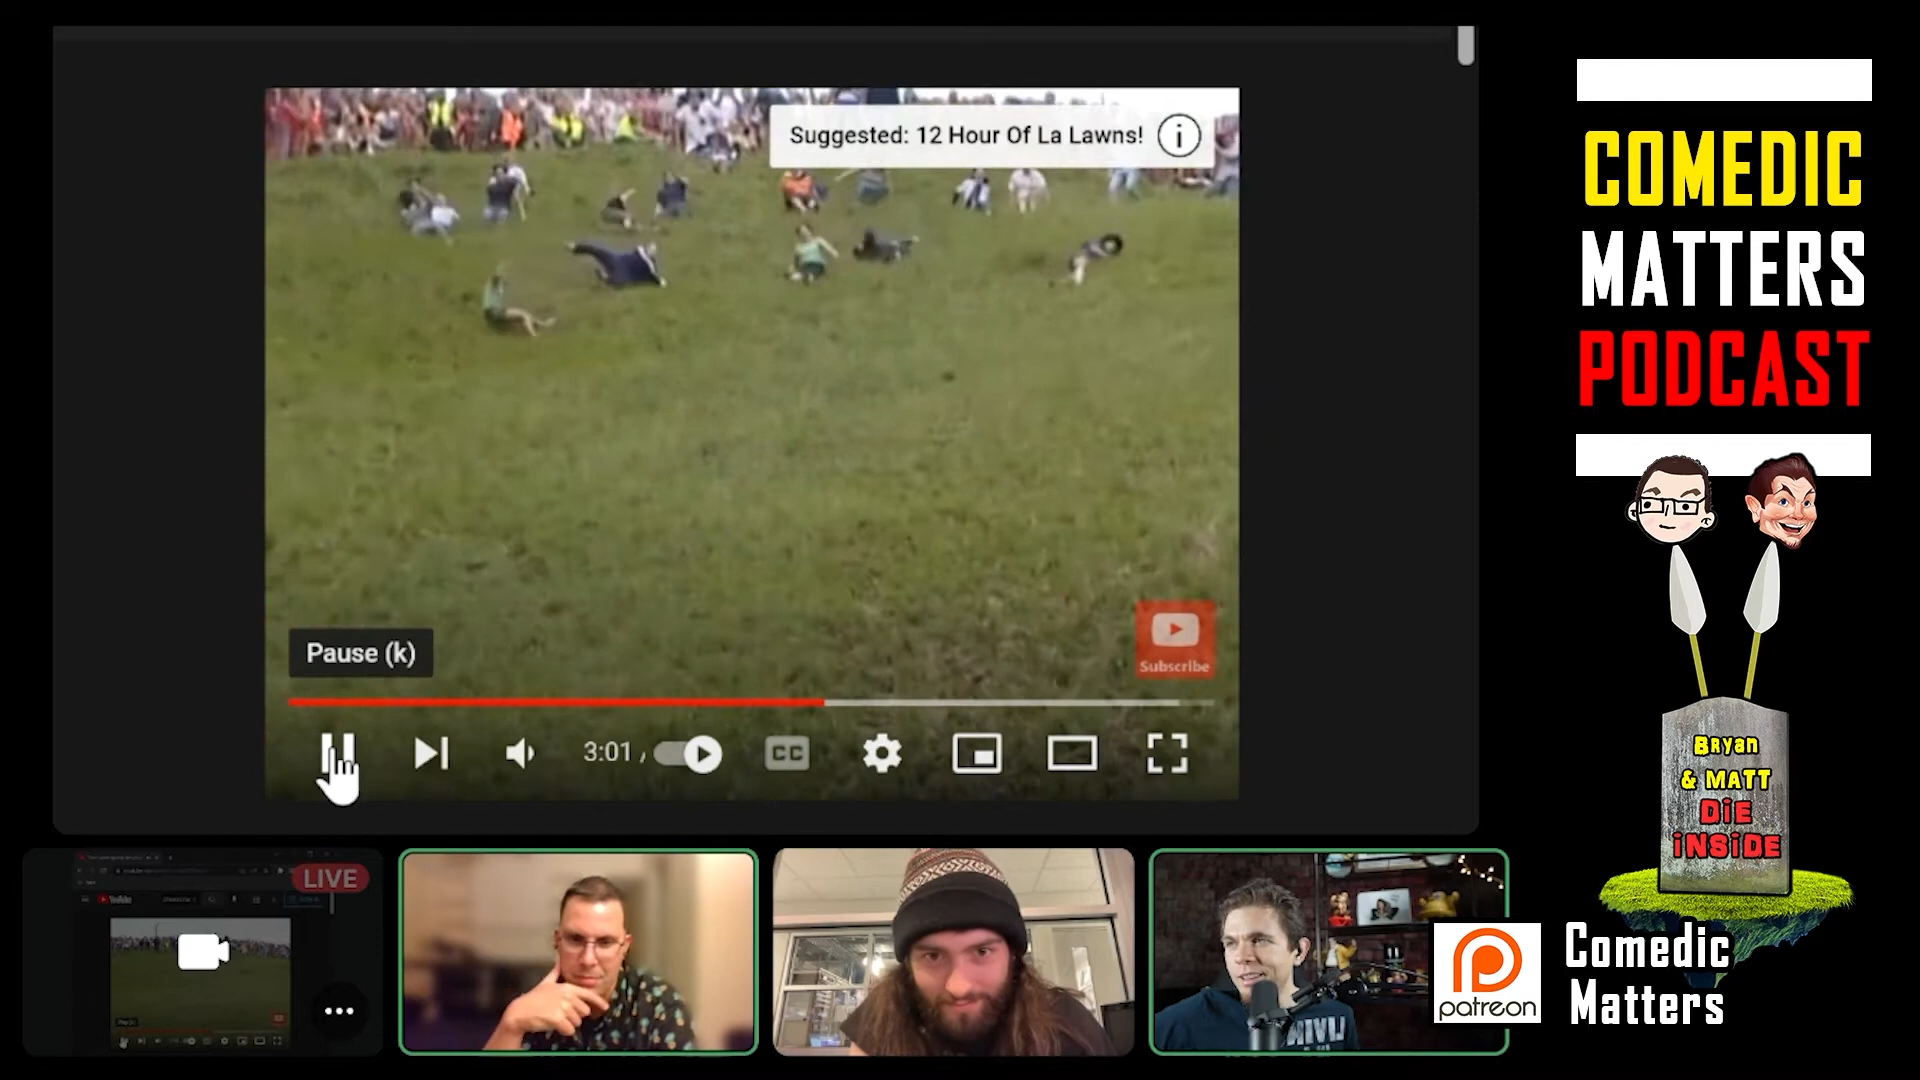 Suggested: 12 Hour Of La Lawns!
Pause (k)
Subscribe
3:01 /
CC
LIVE
YouTube
COMEDIC
MATTERS
PODCAST
Bryan
& MATT
DiE
iNSiDE
patreon
Comedic
Matters